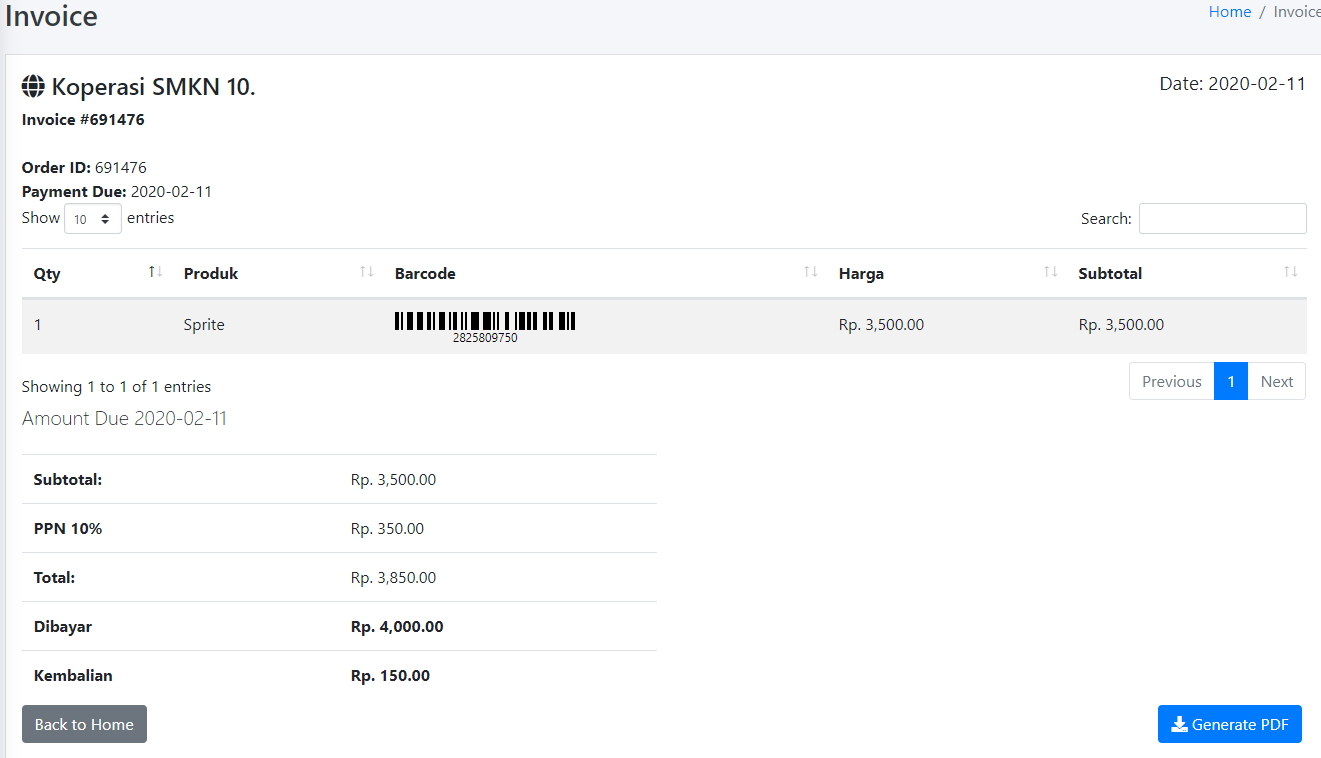 Invoice
Home / Invoice
Koperasi SMKN 10.
Date: 2020-02-11
Invoice #691476
Order ID: 691476
Payment Due: 2020-02-11
Show 10 entries
Search:
Qty Produk Barcode Harga Subtotal
1 Sprite 2825809750 Rp. 3,500.00 Rp. 3,500.00
Showing 1 to 1 of 1 entries
Previous 1 Next
Amount Due 2020-02-11
Subtotal: Rp. 3,500.00
PPN 10% Rp. 350.00
Total: Rp. 3,850.00
Dibayar Rp. 4,000.00
Kembalian Rp. 150.00
Back to Home
Generate PDF